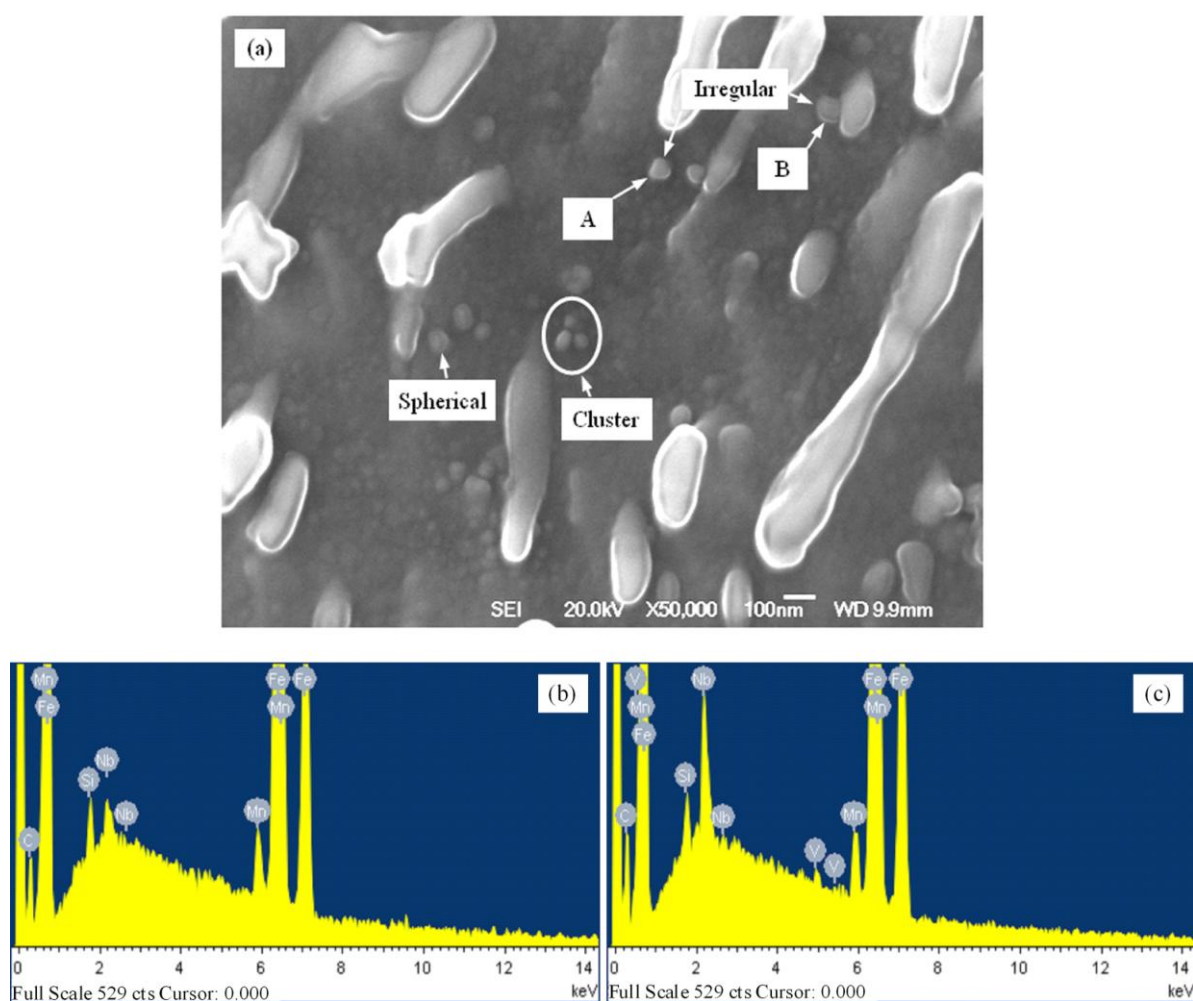 (a)
Irregular
B
A
Spherical
Cluster
SEI 20.0kV X50,000 100nm WD 9.9mm
(b)
Mn Fe Fe
Fe Mn
Nb
Si
Nb Mn
C
0 2 4 6 8 10 12 14
Full Scale 529 cts Cursor: 0.000 keV
(c)
V Nb Fe Fe
Mn Mn
Fe
Si
C Nb Mn
V V
0 2 4 6 8 10 12 14
Full Scale 529 cts Cursor: 0.000 keV